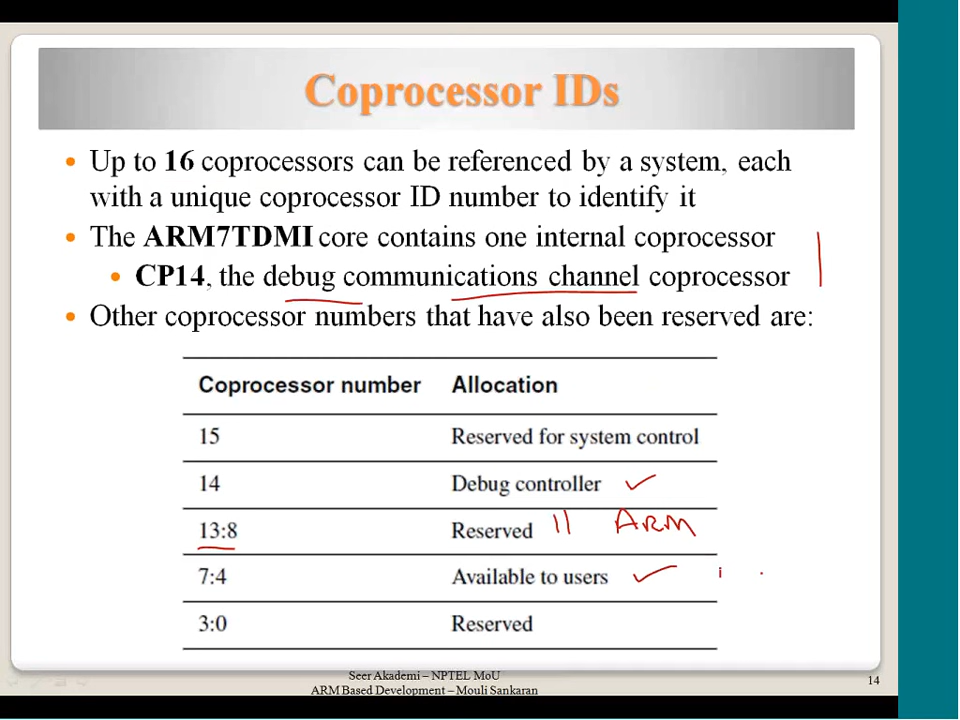 Coprocessor IDs
• Up to 16 coprocessors can be referenced by a system, each
with a unique coprocessor ID number to identify it
• The ARM7TDMI core contains one internal coprocessor
• CP14, the debug communications channel coprocessor
• Other coprocessor numbers that have also been reserved are:
Coprocessor number Allocation
15 Reserved for system control
14 Debug controller ✓
13:8 Reserved || ARM
7:4 Available to users ✓
3:0 Reserved
Seer Akademi – NPTEL MoU
ARM Based Development – Mouli Sankaran
14